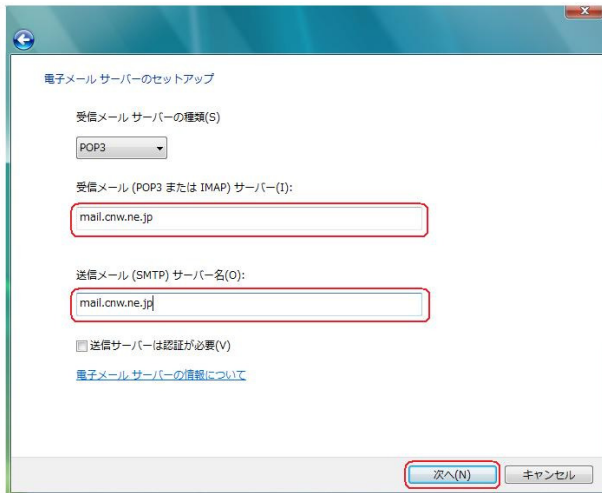 電子メール サーバーのセットアップ
受信メール サーバーの種類(S)
POP3
受信メール (POP3 または IMAP) サーバー(I):
mail.cnw.ne.jp
送信メール (SMTP) サーバー名(O):
mail.cnw.ne.jp
送信サーバーは認証が必要(V)
電子メール サーバーの情報について
次へ(N) キャンセル